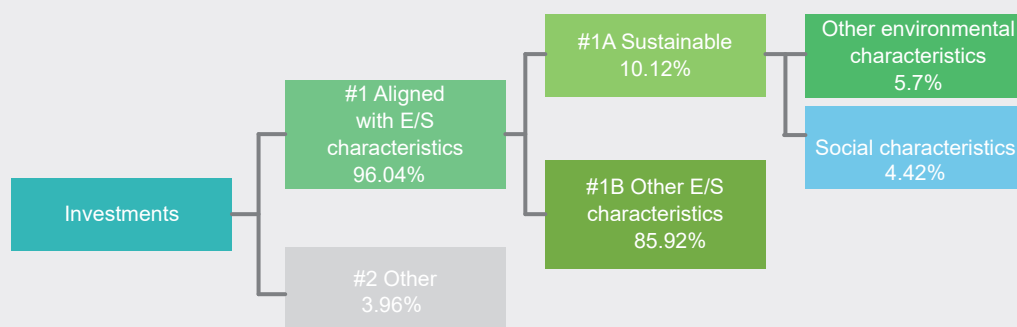 Investments
#1 Aligned
with E/S
characteristics
96.04%
#2 Other
3.96%
#1A Sustainable
10.12%
#1B Other E/S
characteristics
85.92%
Other environmental
characteristics
5.7%
Social characteristics
4.42%